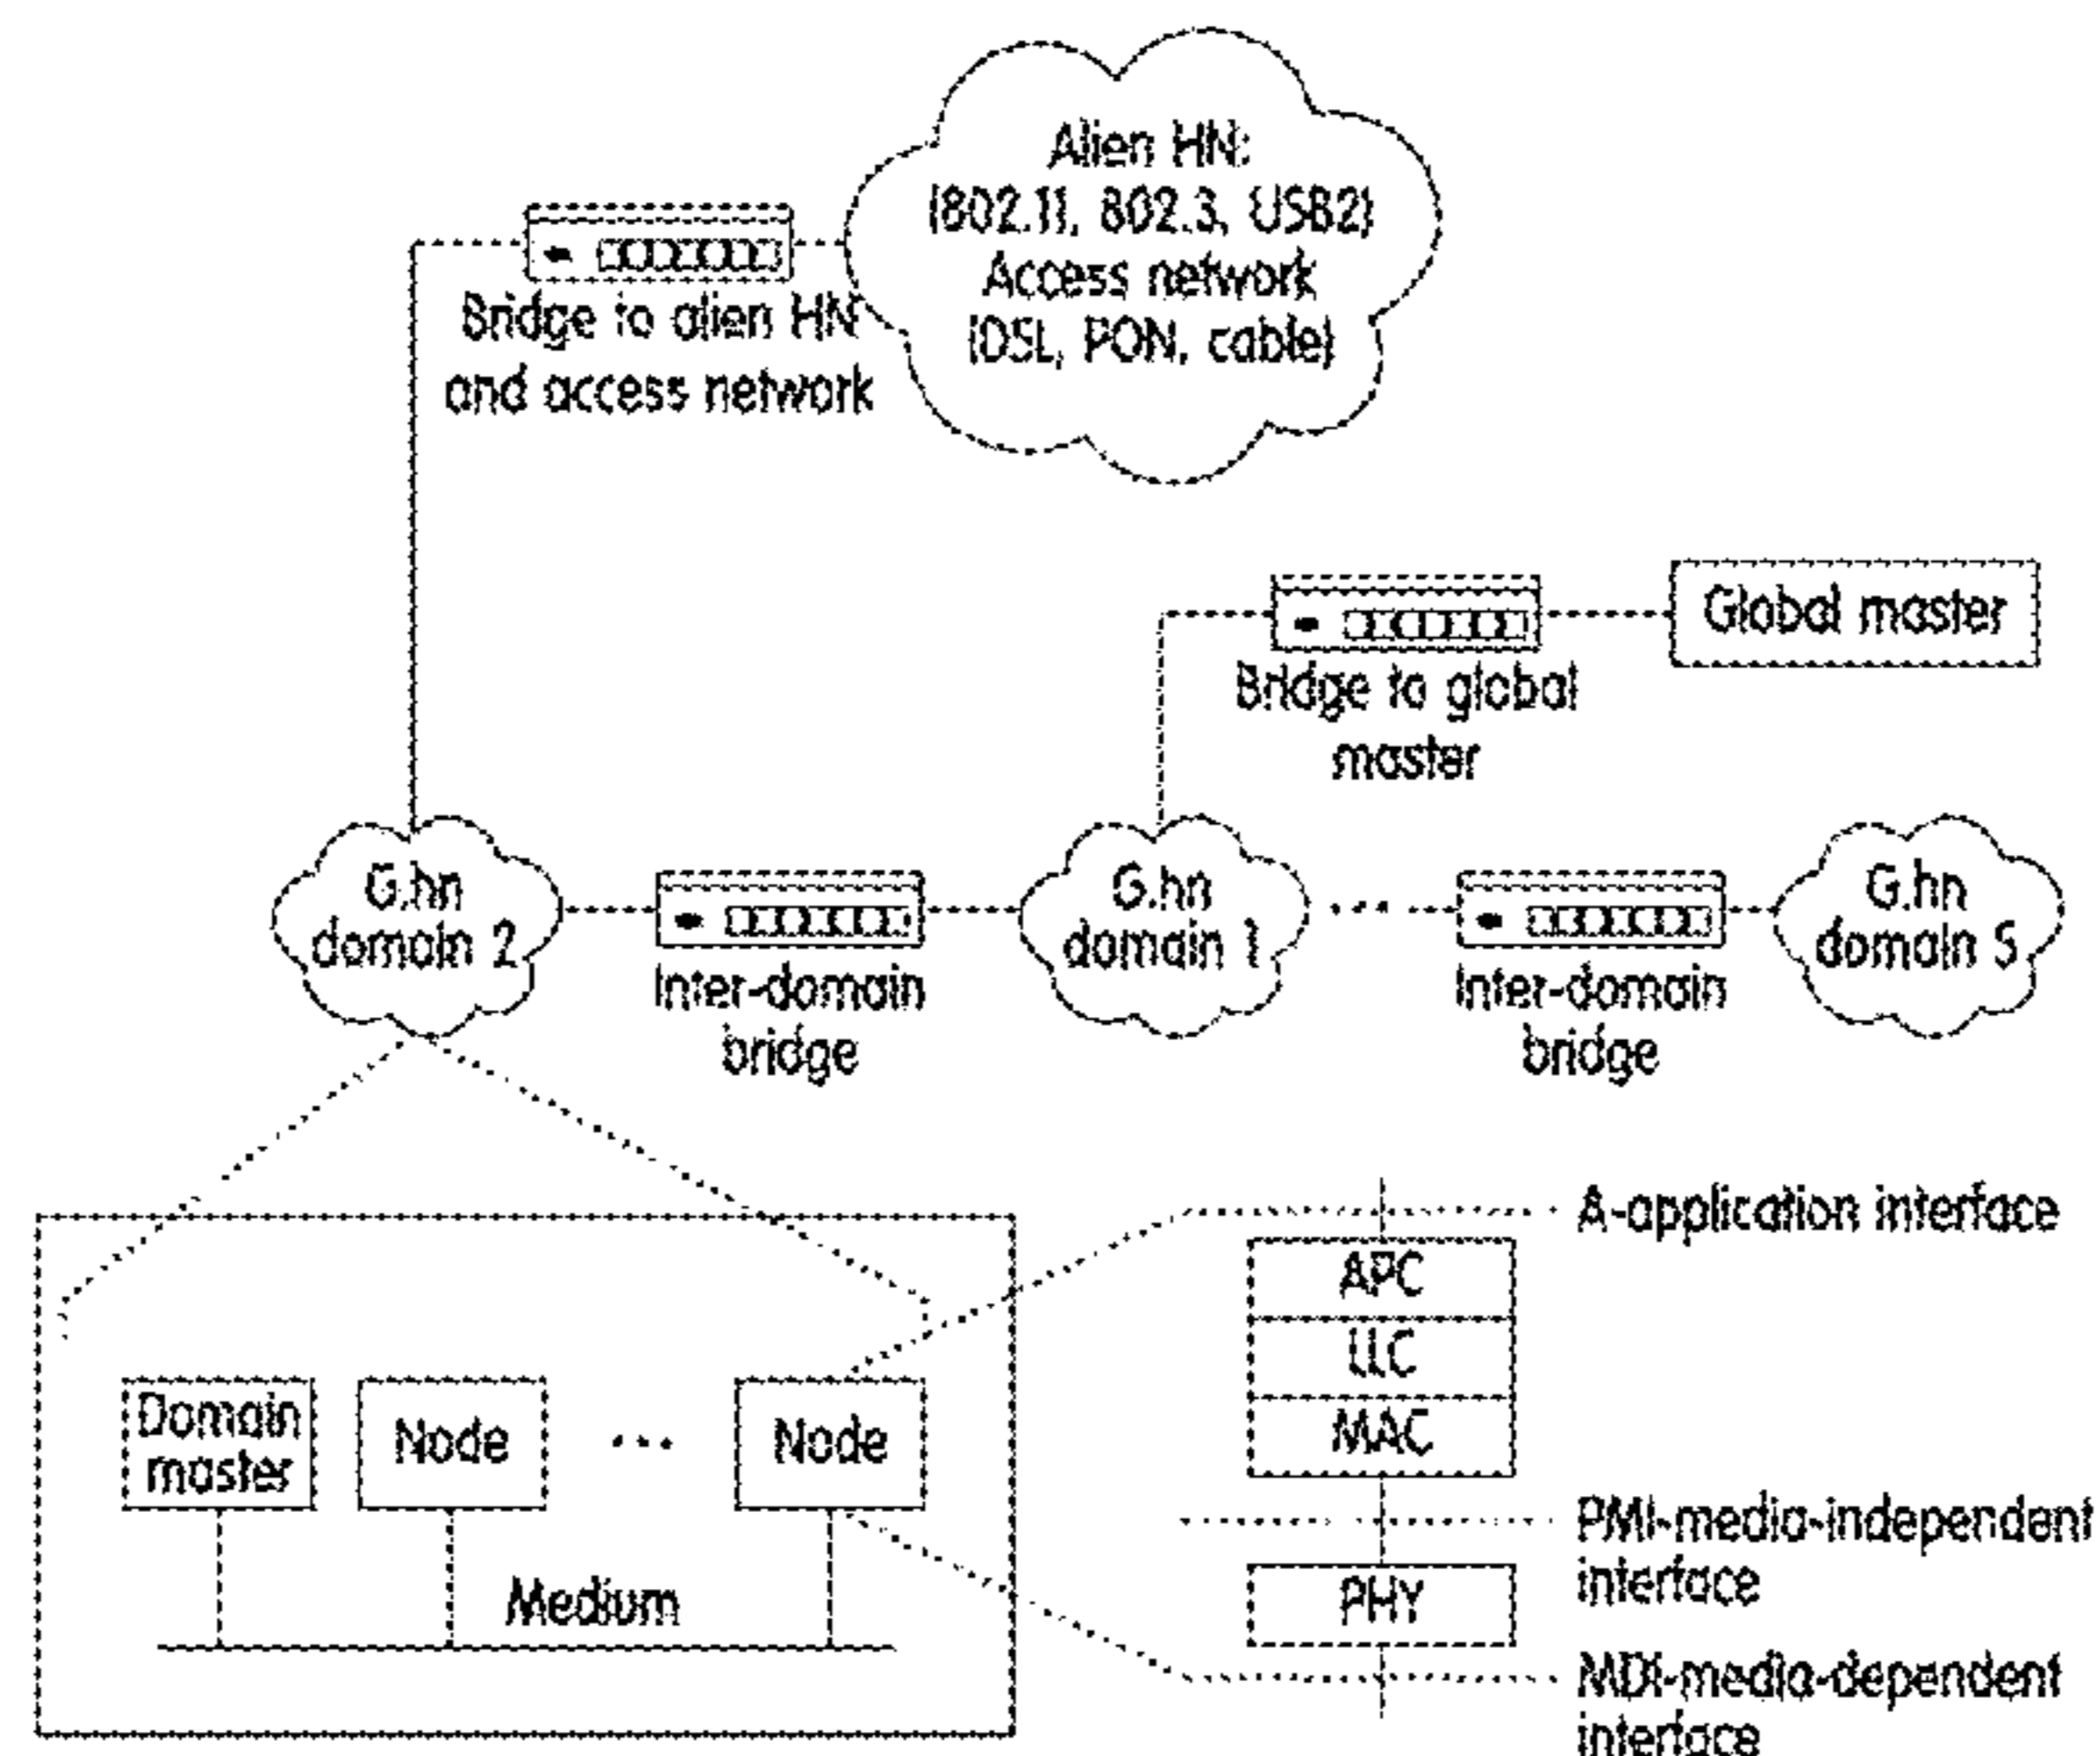 Alien HN:
(802.11, 802.3, USB2)
Access network
(DSL, PON, cable)
Bridge to alien HN
and access network
Global master
Bridge to global
master
G.hn
domain 2
Inter-domain
bridge
G.hn
domain 1
...
Inter-domain
bridge
G.hn
domain S
A-application interface
APC
LLC
MAC
Domain
master
Node
...
Node
PMI-media-independent
interface
PHY
Medium
MDI-media-dependent
interface